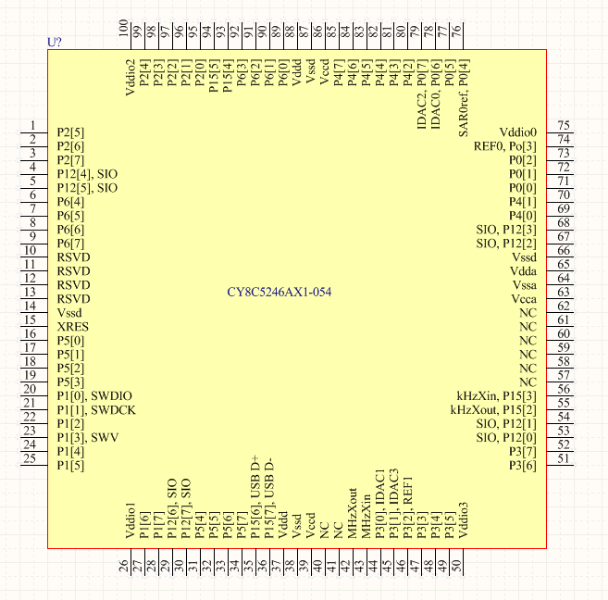 U?
100 99 98 97 96 95 94 93 92 91 90 89 88 87 86 85 84 83 82 81 80 79 78 77 76
Vddio2 P2[4] P2[3] P2[2] P2[1] P2[0] P15[5] P15[4] P6[3] P6[2] P6[1] P6[0] Vddd Vssd Vccd P4[7] P4[6] P4[5] P4[4] P4[3] P4[2] IDAC2, P0[7] IDAC0, P0[6] P0[5] SAR0ref, P0[4]
1 P2[5] Vddio0 75
2 P2[6] REF0, Po[3] 74
3 P2[7] P0[2] 73
4 P12[4], SIO P0[1] 72
5 P12[5], SIO P0[0] 71
6 P6[4] P4[1] 70
7 P6[5] P4[0] 69
8 P6[6] SIO, P12[3] 68
9 P6[7] SIO, P12[2] 67
10 RSVD Vssd 66
11 RSVD Vdda 65
12 RSVD Vssa 64
13 RSVD Vcca 63
CY8C5246AX1-054
14 Vssd NC 62
15 XRES NC 61
16 P5[0] NC 60
17 P5[1] NC 59
18 P5[2] NC 58
19 P5[3] NC 57
20 P1[0], SWDIO kHzXin, P15[3] 56
21 P1[1], SWDCK kHzXout, P15[2] 55
22 P1[2] SIO, P12[1] 54
23 P1[3], SWV SIO, P12[0] 53
24 P1[4] P3[7] 52
25 P1[5] P3[6] 51
Vddio1 P1[6] P1[7] P12[6], SIO P12[7], SIO P5[4] P5[5] P5[6] P5[7] P15[6], USB D+ P15[7], USB D- Vddd Vssd Vccd NC NC MHzXout MHzXin P3[0], IDAC1 P3[1], IDAC3 P3[2], REF1 P3[3] P3[4] P3[5] Vddio3
26 27 28 29 30 31 32 33 34 35 36 37 38 39 40 41 42 43 44 45 46 47 48 49 50